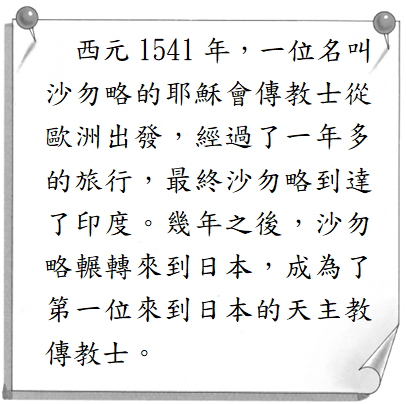 西元 1541 年，一位名叫
沙勿略的耶穌會傳教士從
歐洲出發，經過了一年多
的旅行，最終沙勿略到達
了印度。幾年之後，沙勿
略輾轉來到日本，成為了
第一位來到日本的天主教
傳教士。